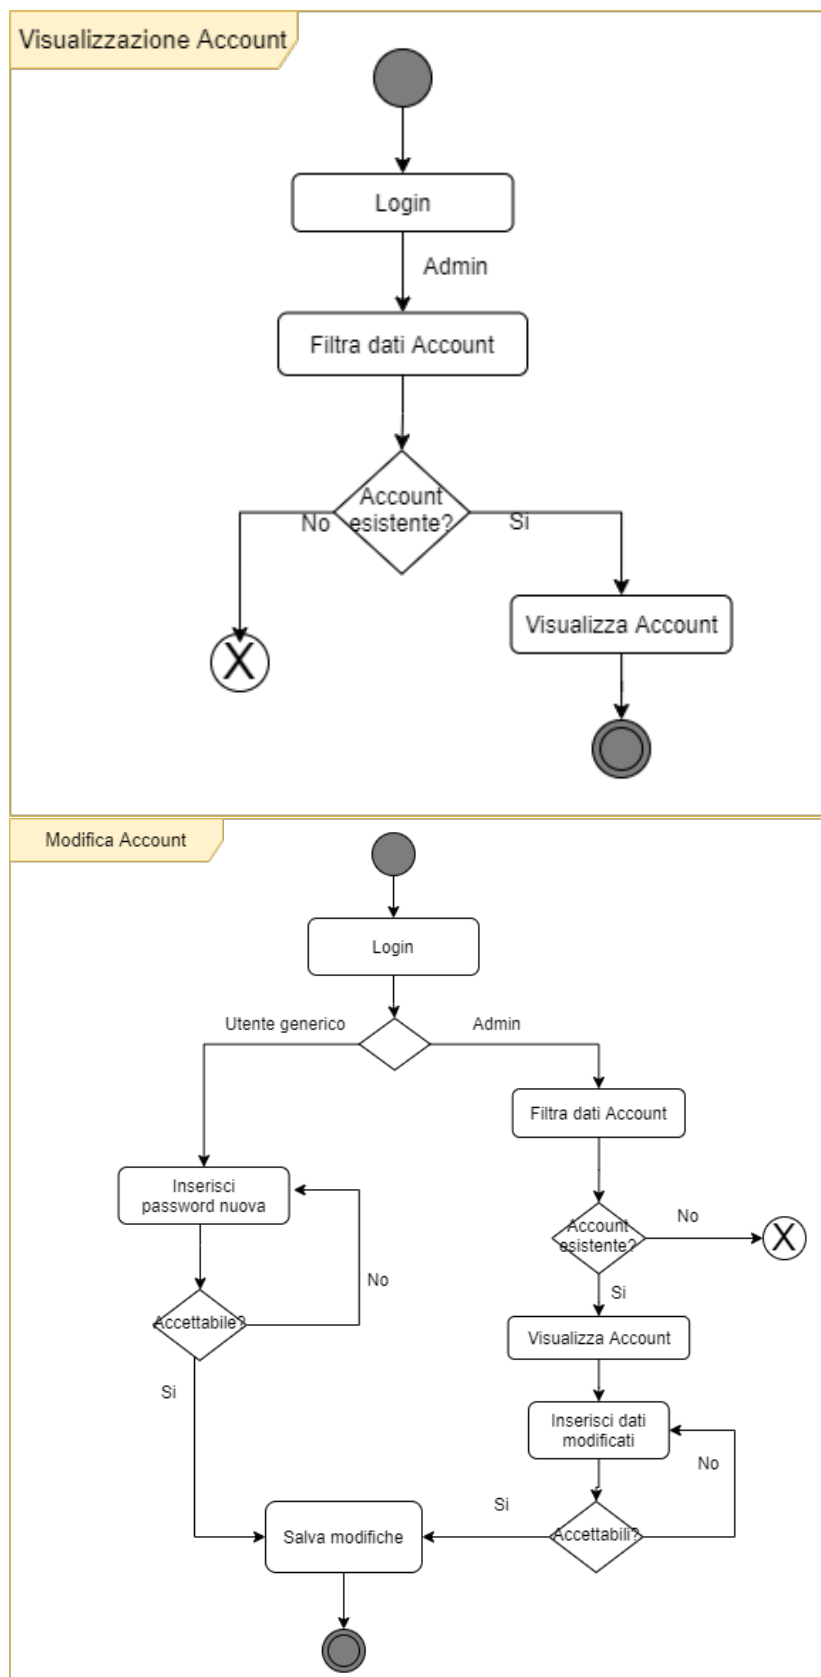 Visualizzazione Account
Login
Admin
Filtra dati Account
Account
esistente?
No
Si
Visualizza Account
X
Modifica Account
Login
Utente generico
Admin
Filtra dati Account
Inserisci
password nuova
Account
esistente?
No
X
Si
No
Accettabile?
Visualizza Account
Si
Inserisci dati
modificati
No
Si
Accettabili?
Salva modifiche